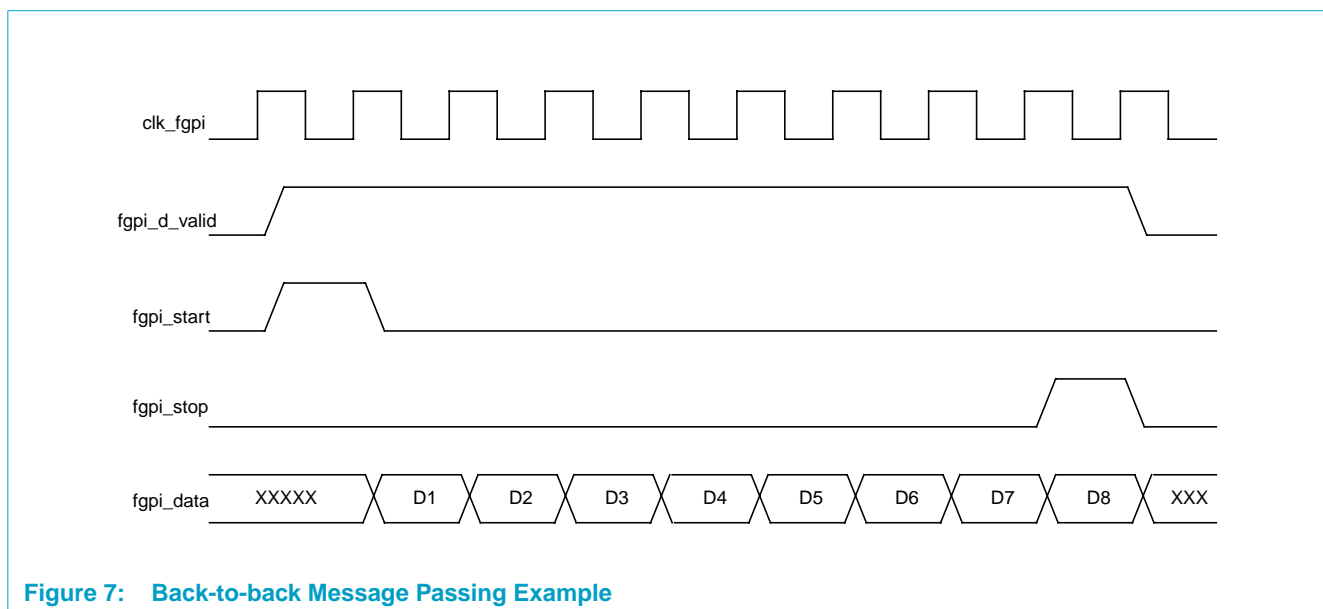 clk_fgpi
fgpi_d_valid
fgpi_start
fgpi_stop
fgpi_data XXXXX D1 D2 D3 D4 D5 D6 D7 D8 XXX
Figure 7: Back-to-back Message Passing Example